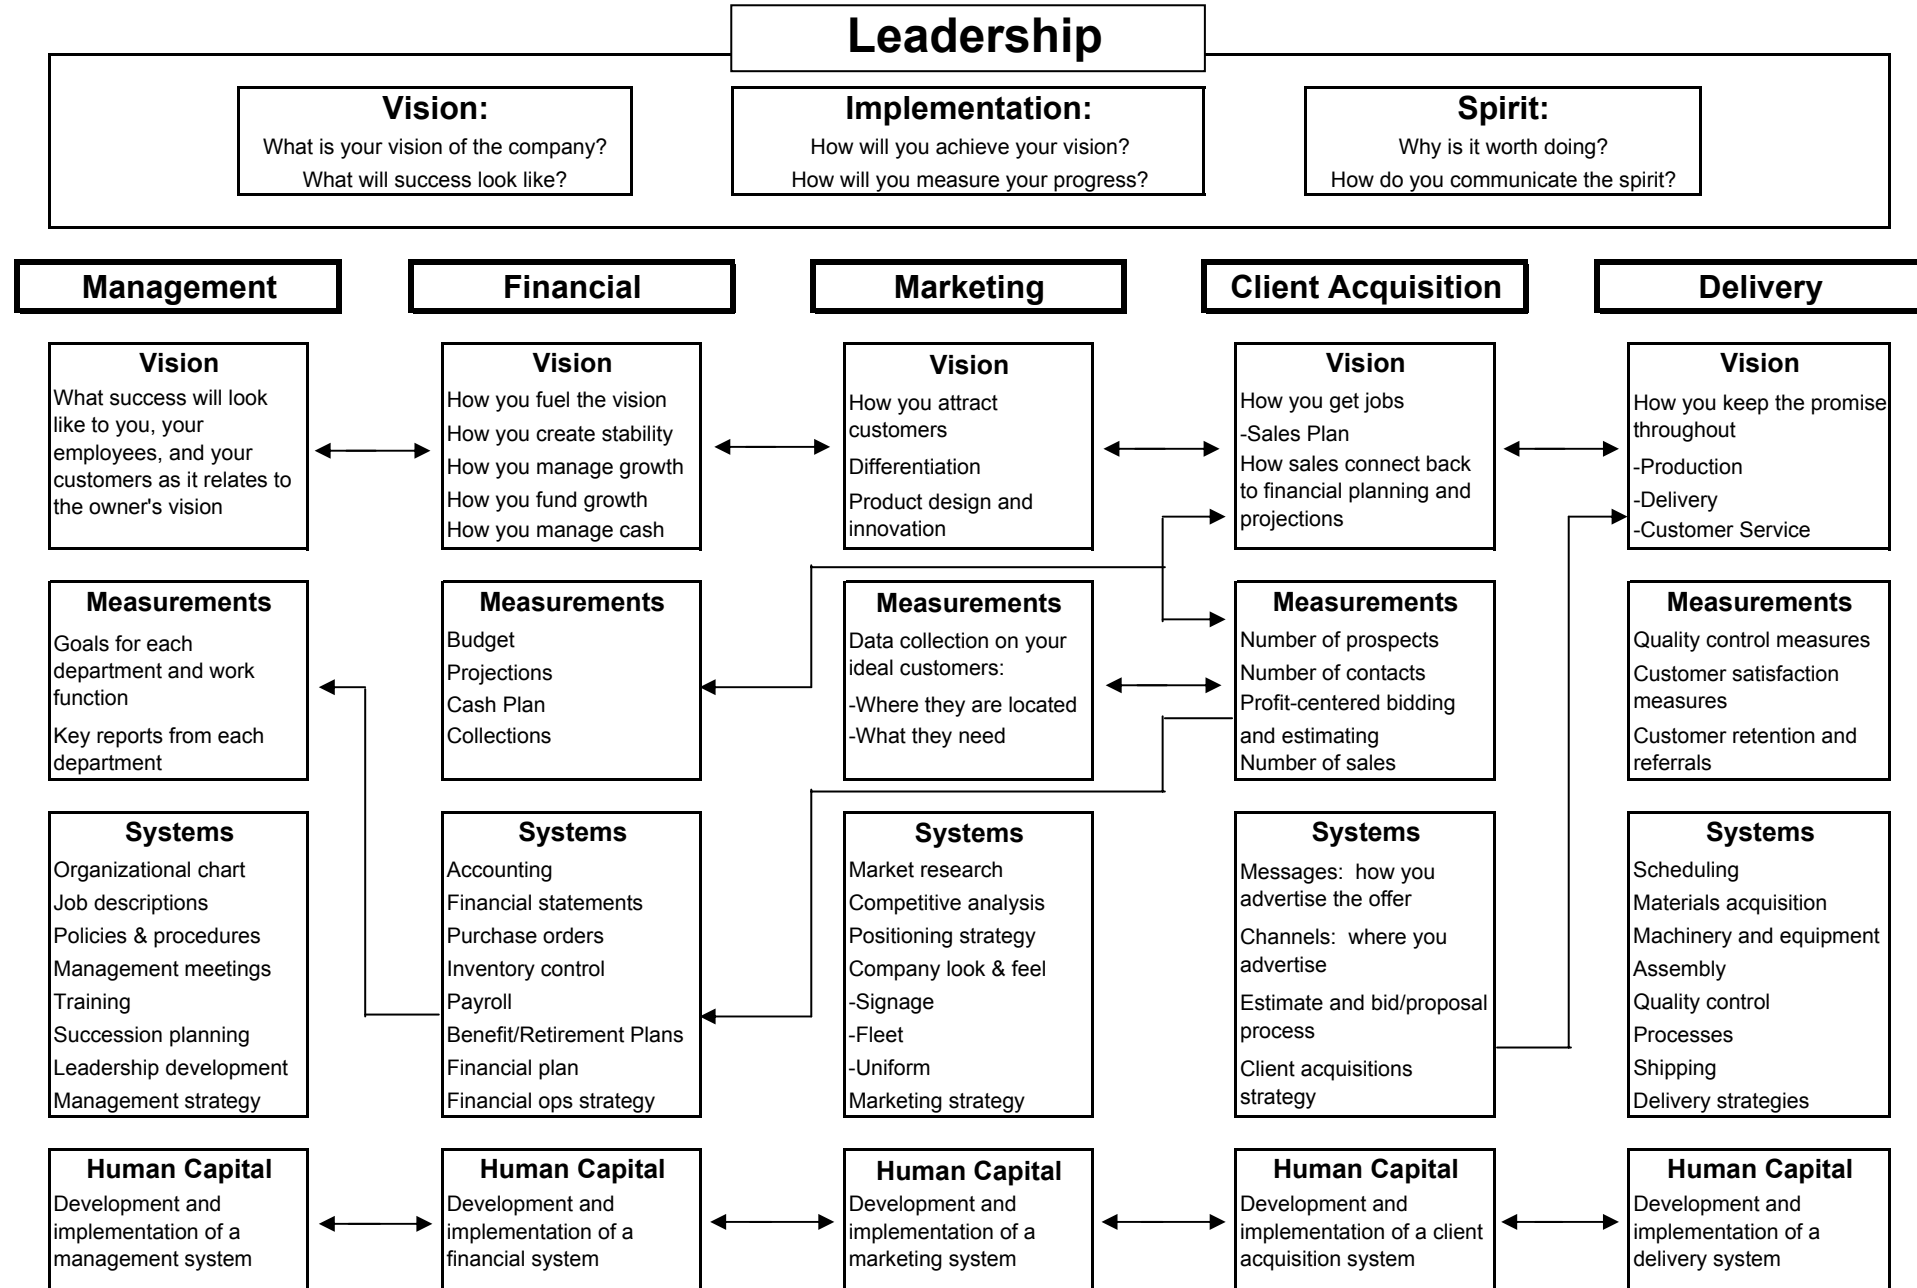 Leadership
Vision:
What is your vision of the company?
What will success look like?
Implementation:
How will you achieve your vision?
How will you measure your progress?
Spirit:
Why is it worth doing?
How do you communicate the spirit?
Management
Financial
Marketing
Client Acquisition
Delivery
Vision
What success will look
like to you, your
employees, and your
customers as it relates to
the owner's vision
Vision
How you fuel the vision
How you create stability
How you manage growth
How you fund growth
How you manage cash
Vision
How you attract
customers
Differentiation
Product design and
innovation
Vision
How you get jobs
-Sales Plan
How sales connect back
to financial planning and
projections
Vision
How you keep the promise
throughout
-Production
-Delivery
-Customer Service
Measurements
Goals for each
department and work
function
Key reports from each
department
Measurements
Budget
Projections
Cash Plan
Collections
Measurements
Data collection on your
ideal customers:
-Where they are located
-What they need
Measurements
Number of prospects
Number of contacts
Profit-centered bidding
and estimating
Number of sales
Measurements
Quality control measures
Customer satisfaction
measures
Customer retention and
referrals
Systems
Organizational chart
Job descriptions
Policies & procedures
Management meetings
Training
Succession planning
Leadership development
Management strategy
Systems
Accounting
Financial statements
Purchase orders
Inventory control
Payroll
Benefit/Retirement Plans
Financial plan
Financial ops strategy
Systems
Market research
Competitive analysis
Positioning strategy
Company look & feel
-Signage
-Fleet
-Uniform
Marketing strategy
Systems
Messages: how you
advertise the offer
Channels: where you
advertise
Estimate and bid/proposal
process
Client acquisitions
strategy
Systems
Scheduling
Materials acquisition
Machinery and equipment
Assembly
Quality control
Processes
Shipping
Delivery strategies
Human Capital
Development and
implementation of a
management system
Human Capital
Development and
implementation of a
financial system
Human Capital
Development and
implementation of a
marketing system
Human Capital
Development and
implementation of a client
acquisition system
Human Capital
Development and
implementation of a
delivery system